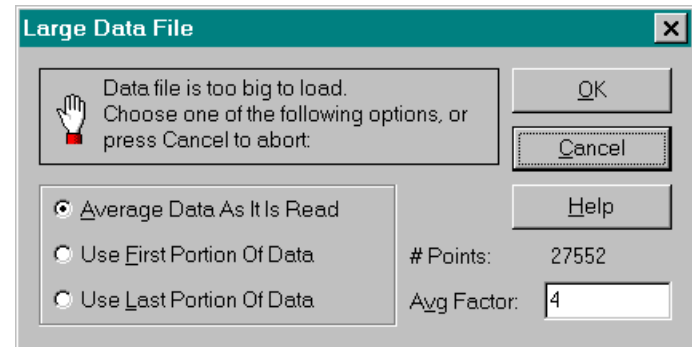 Large Data File
Data file is too big to load.
Choose one of the following options, or
press Cancel to abort:
OK
Cancel
Help
Average Data As It Is Read
Use First Portion Of Data
Use Last Portion Of Data
# Points: 27552
Avg Factor: 4